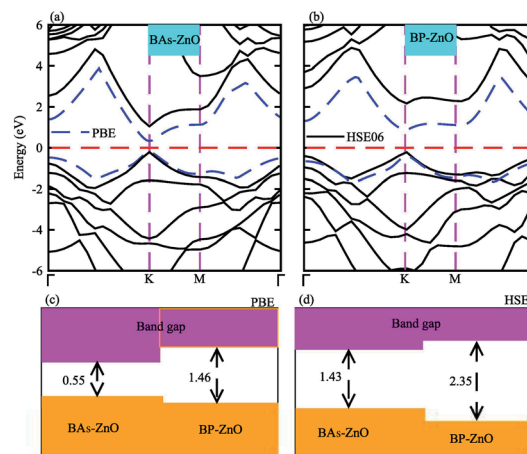 (a) BAs-ZnO
(b) BP-ZnO
Energy (eV)
6
4
2
0
-2
-4
-6
PBE
HSE06
Γ K M Γ
Γ K M Γ
(c) PBE
Band gap
0.55
1.46
BAs-ZnO
BP-ZnO
(d) HSE
Band gap
1.43
2.35
BAs-ZnO
BP-ZnO